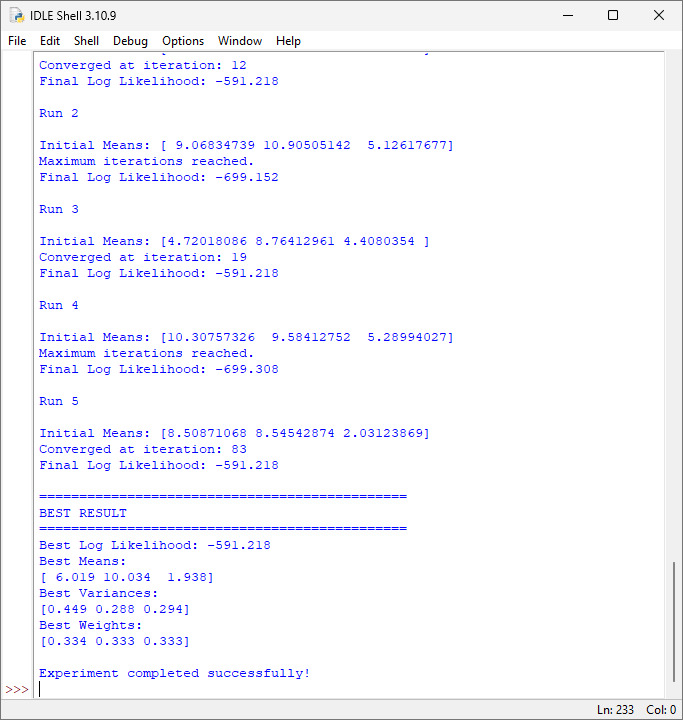 IDLE Shell 3.10.9
File Edit Shell Debug Options Window Help
Converged at iteration: 12
Final Log Likelihood: -591.218
Run 2
Initial Means: [ 9.06834739 10.90505142  5.12617677]
Maximum iterations reached.
Final Log Likelihood: -699.152
Run 3
Initial Means: [4.72018086 8.76412961 4.4080354 ]
Converged at iteration: 19
Final Log Likelihood: -591.218
Run 4
Initial Means: [10.30757326  9.58412752  5.28994027]
Maximum iterations reached.
Final Log Likelihood: -699.308
Run 5
Initial Means: [8.50871068 8.54542874 2.03123869]
Converged at iteration: 83
Final Log Likelihood: -591.218
==============================================
BEST RESULT
==============================================
Best Log Likelihood: -591.218
Best Means:
[ 6.019 10.034  1.938]
Best Variances:
[0.449 0.288 0.294]
Best Weights:
[0.334 0.333 0.333]
Experiment completed successfully!
>>>
Ln: 233 Col: 0